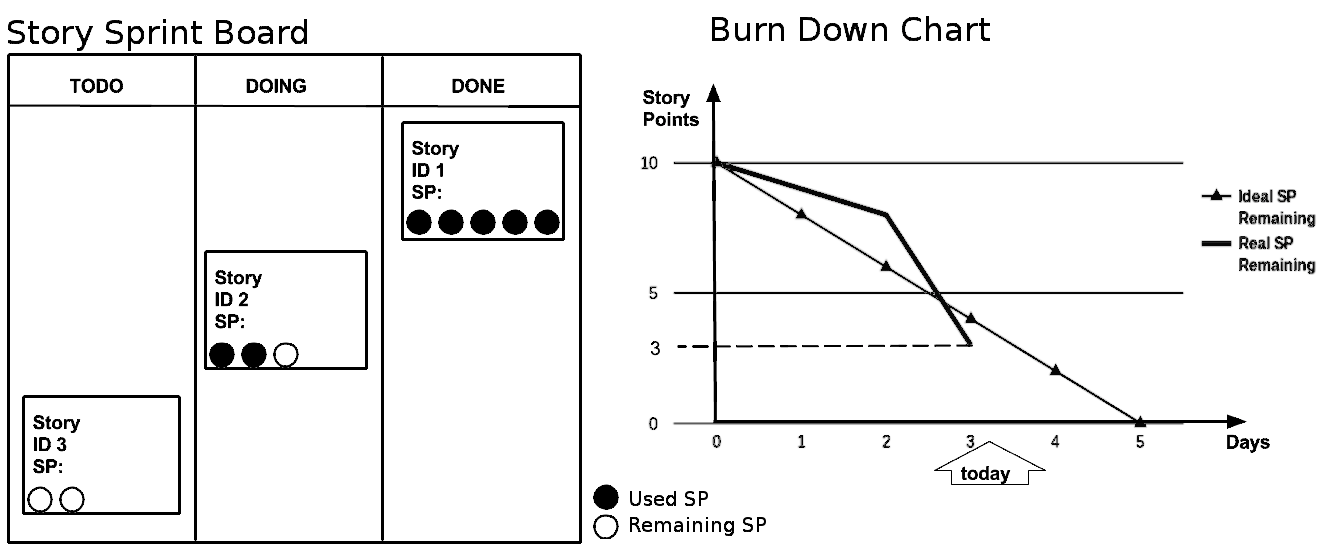 Story Sprint Board
TODO DOING DONE
Story
ID 1
SP:
Story
ID 2
SP:
Story
ID 3
SP:
Used SP
Remaining SP
Burn Down Chart
Story
Points
10
5
3
0
0 1 2 3 4 5
Days
today
Ideal SP
Remaining
Real SP
Remaining